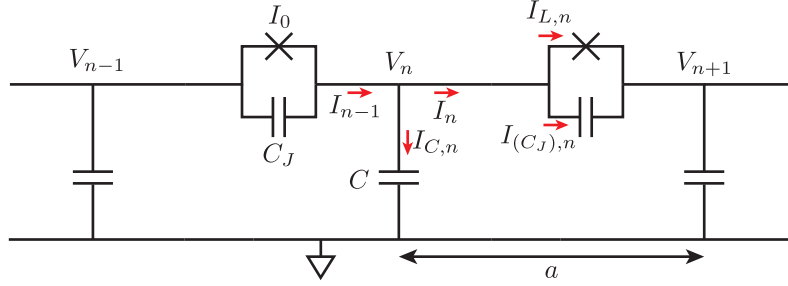 I_0
I_{L,n}
V_{n-1}
V_n
V_{n+1}
I_{n-1}
I_n
C_J
I_{C,n}
I_{(C_J),n}
C
a